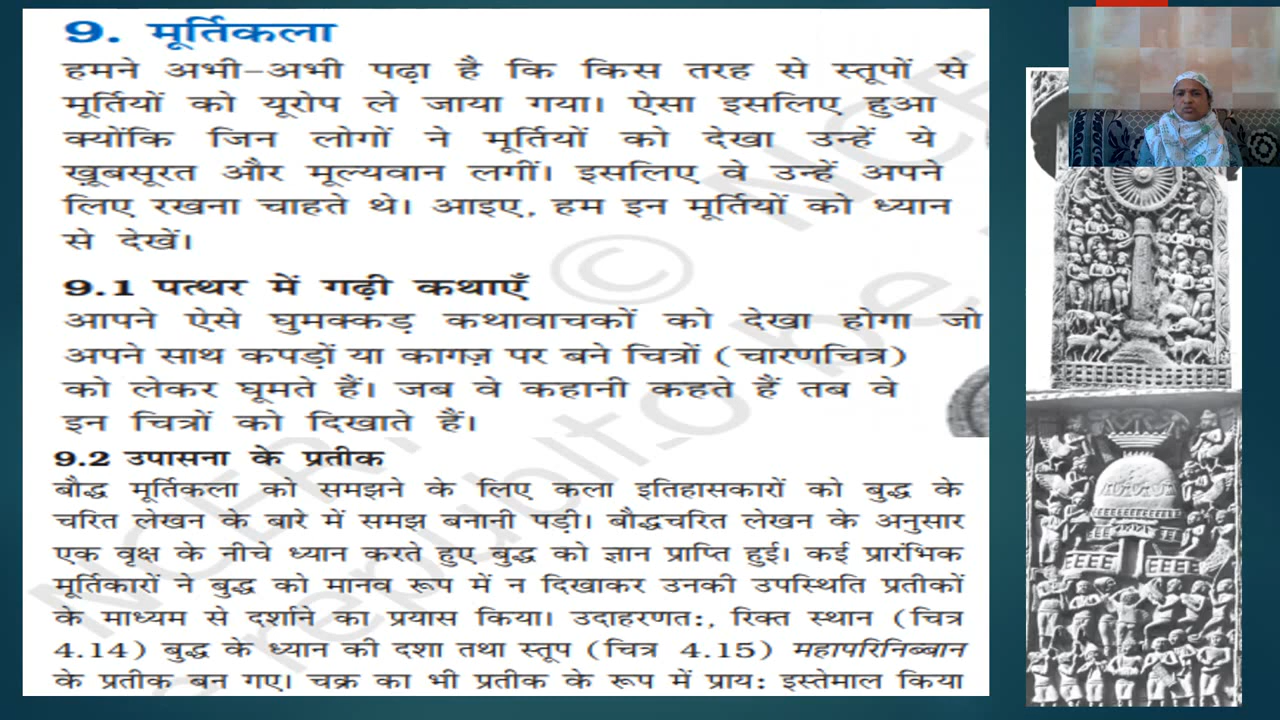 9. मूर्तिकला
हमने अभी–अभी पढ़ा है कि किस तरह से स्तूपों से
मूर्तियों को यूरोप ले जाया गया। ऐसा इसलिए हुआ
क्योंकि जिन लोगों ने मूर्तियों को देखा उन्हें ये
ख़ूबसूरत और मूल्यवान लगीं। इसलिए वे उन्हें अपने
लिए रखना चाहते थे। आइए, हम इन मूर्तियों को ध्यान
से देखें।
9.1 पत्थर में गढ़ी कथाएँ
आपने ऐसे घुमक्कड़ कथावाचकों को देखा होगा जो
अपने साथ कपड़ों या कागज़ पर बने चित्रों (चारणचित्र)
को लेकर घूमते हैं। जब वे कहानी कहते हैं तब वे
इन चित्रों को दिखाते हैं।
9.2 उपासना के प्रतीक
बौद्ध मूर्तिकला को समझने के लिए कला इतिहासकारों को बुद्ध के
चरित लेखन के बारे में समझ बनानी पड़ी। बौद्धचरित लेखन के अनुसार
एक वृक्ष के नीचे ध्यान करते हुए बुद्ध को ज्ञान प्राप्ति हुई। कई प्रारंभिक
मूर्तिकारों ने बुद्ध को मानव रूप में न दिखाकर उनकी उपस्थिति प्रतीकों
के माध्यम से दर्शाने का प्रयास किया। उदाहरणतः, रिक्त स्थान (चित्र
4.14) बुद्ध के ध्यान की दशा तथा स्तूप (चित्र 4.15) महापरिनिब्बान
के प्रतीक बन गए। चक्र का भी प्रतीक के रूप में प्रायः इस्तेमाल किया